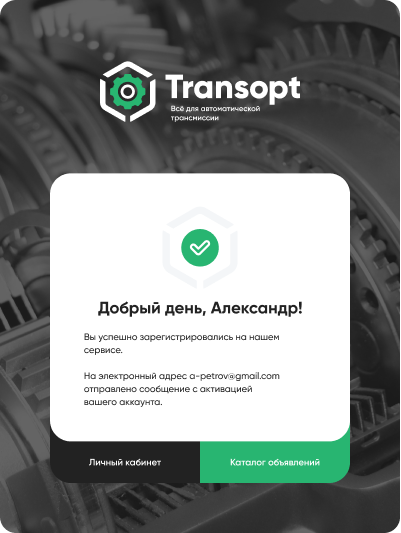 Transopt
Всё для автоматической
трансмиссии
Добрый день, Александр!
Вы успешно зарегистрировались на нашем
сервисе.
На электронный адрес a-petrov@gmail.com
отправлено сообщение с активацией
вашего аккаунта.
Личный кабинет
Каталог объявлений